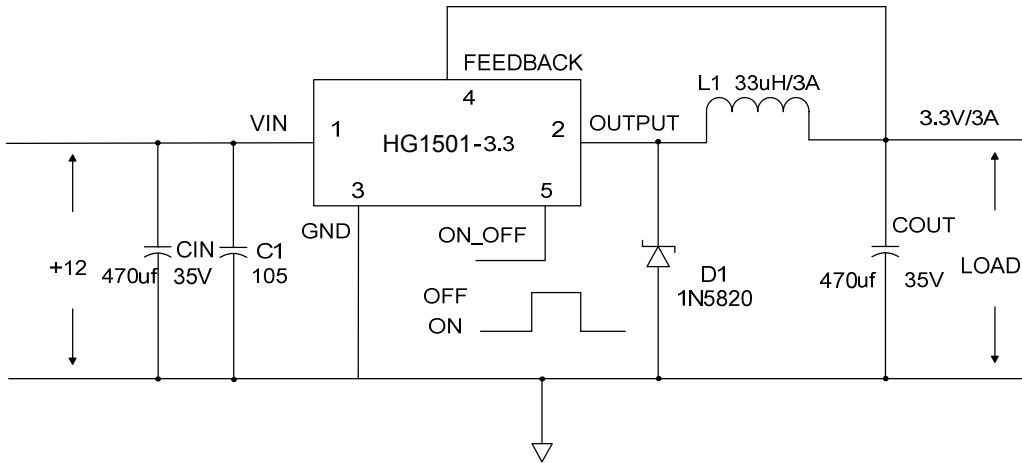 FEEDBACK
4
L1 33uH/3A
VIN
1
HG1501-3.3
2
OUTPUT
3.3V/3A
3
5
GND
ON_OFF
COUT
+12
CIN
470uf 35V
C1
105
D1
1N5820
470uf 35V
LOAD
OFF
ON